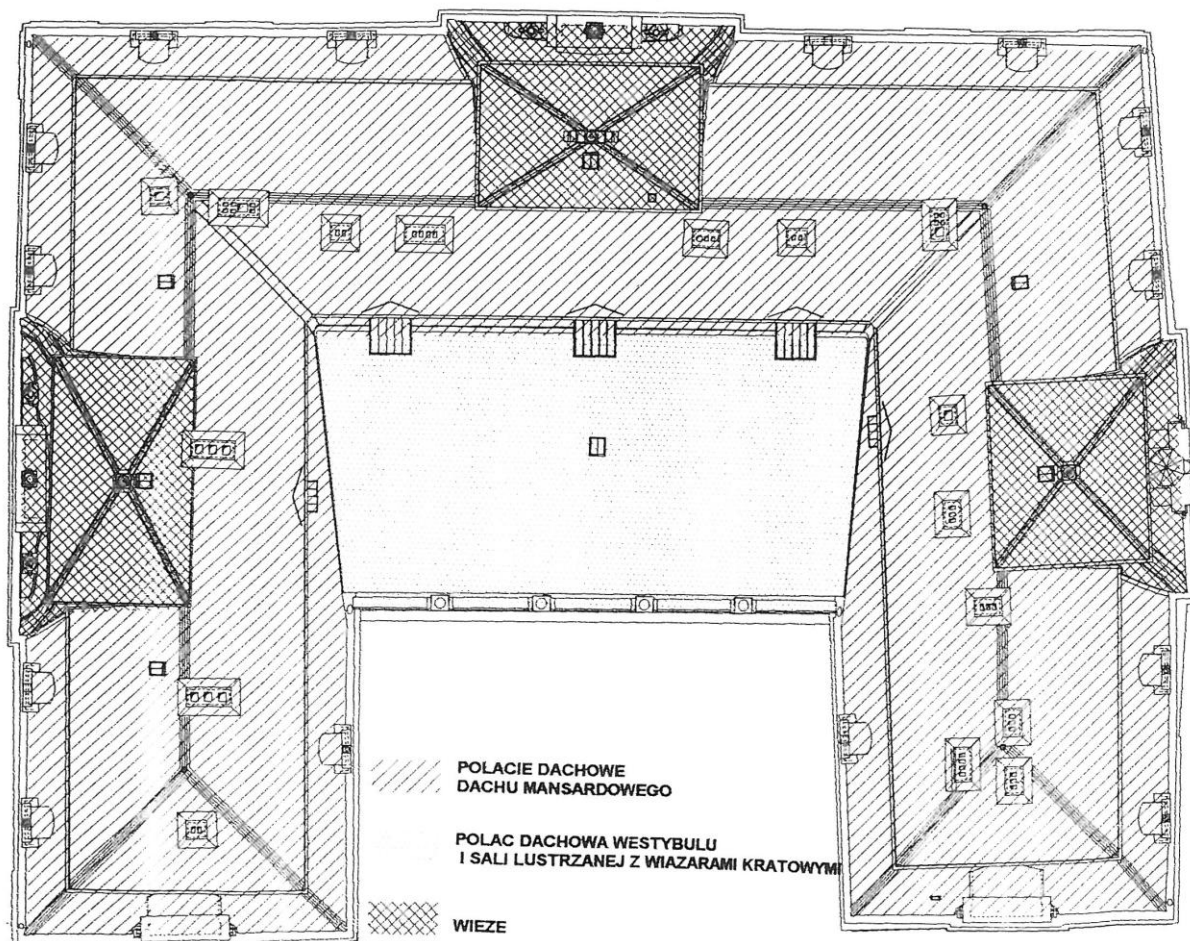 POLACIE DACHOWE
DACHU MANSARDOWEGO
POLAC DACHOWA WESTYBULU
I SALI LUSTRZANEJ Z WIAZARAMI KRATOWYMI
WIEZE